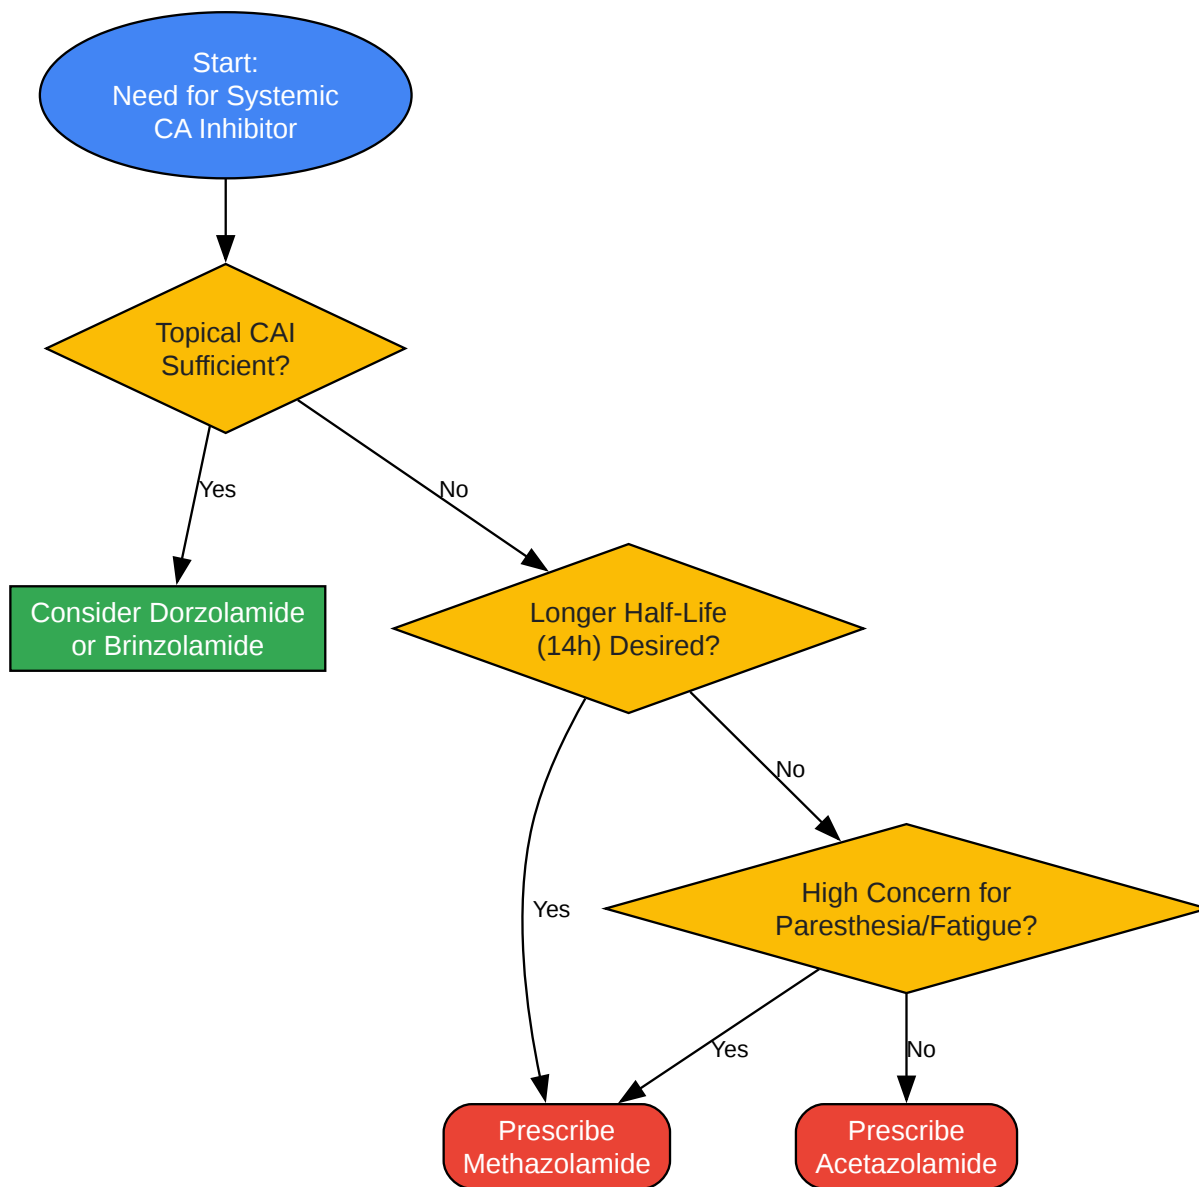 Start:
Need for Systemic
CA Inhibitor
Topical CAI
Sufficient?
Yes
No
Consider Dorzolamide
or Brinzolamide
Longer Half-Life
(14h) Desired?
No
Yes
High Concern for
Paresthesia/Fatigue?
Yes
No
Prescribe
Methazolamide
Prescribe
Acetazolamide